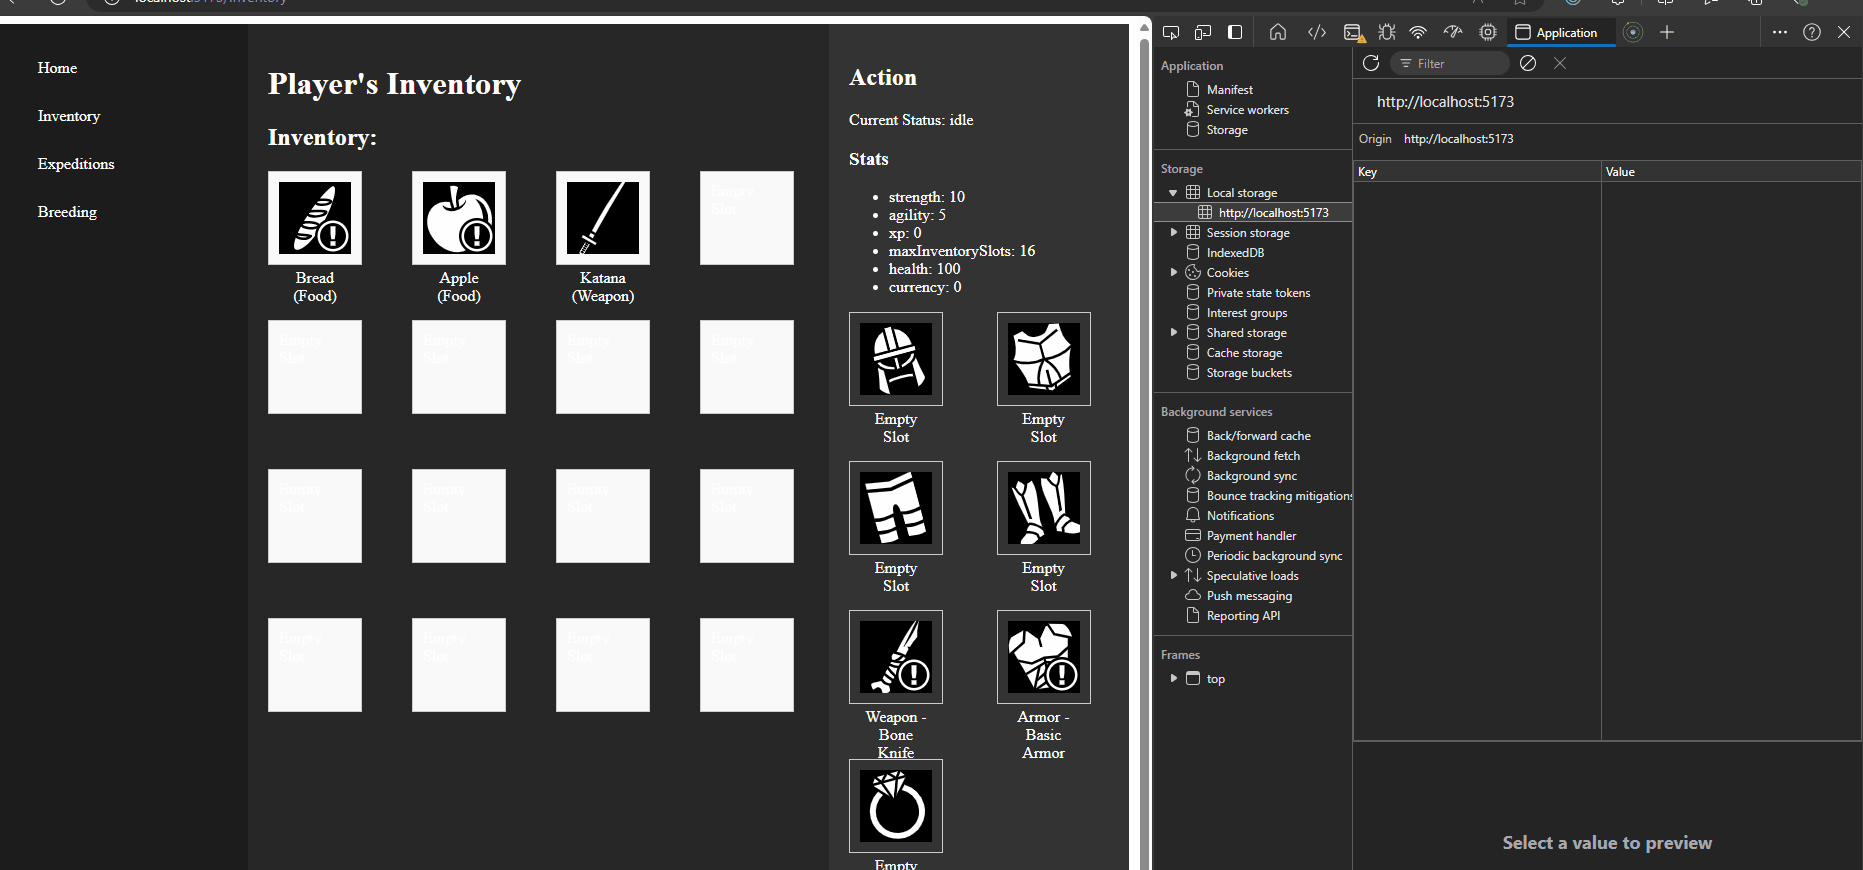 localhost:5173/inventory
Home
Inventory
Expeditions
Breeding
Player's Inventory
Inventory:
Bread
(Food)
Apple
(Food)
Katana
(Weapon)
Empty
Slot
Empty
Slot
Empty
Slot
Empty
Slot
Empty
Slot
Empty
Slot
Empty
Slot
Empty
Slot
Empty
Slot
Empty
Slot
Empty
Slot
Empty
Slot
Empty
Slot
Action
Current Status: idle
Stats
strength: 10
agility: 5
xp: 0
maxInventorySlots: 16
health: 100
currency: 0
Empty
Slot
Empty
Slot
Empty
Slot
Empty
Slot
Weapon -
Bone
Knife
Armor -
Basic
Armor
Empty
Application
Application
Manifest
Service workers
Storage
Storage
Local storage
http://localhost:5173
Session storage
IndexedDB
Cookies
Private state tokens
Interest groups
Shared storage
Cache storage
Storage buckets
Background services
Back/forward cache
Background fetch
Background sync
Bounce tracking mitigations
Notifications
Payment handler
Periodic background sync
Speculative loads
Push messaging
Reporting API
Frames
top
Filter
http://localhost:5173
Origin http://localhost:5173
Key Value
Select a value to preview